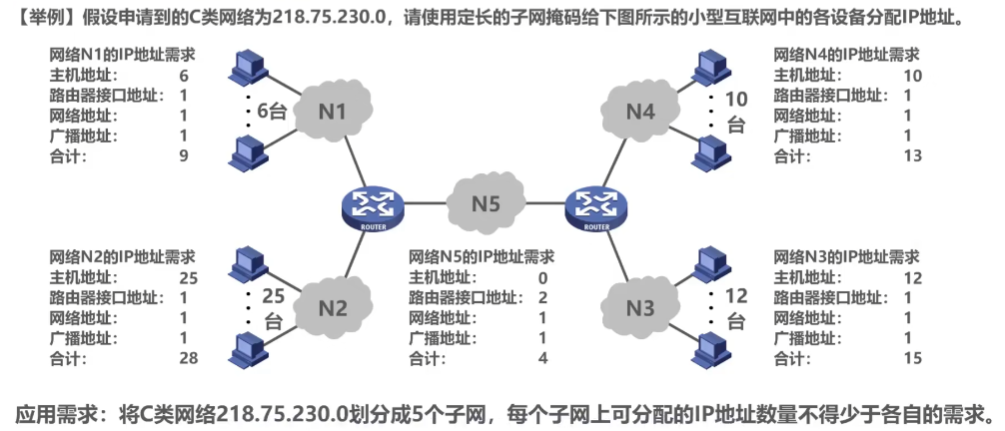 【举例】假设申请到的C类网络为218.75.230.0，请使用定长的子网掩码给下图所示的小型互联网中的各设备分配IP地址。
网络N1的IP地址需求
主机地址： 6
路由器接口地址： 1
网络地址： 1
广播地址： 1
合计： 9
6台
N1
N4
10
台
网络N4的IP地址需求
主机地址： 10
路由器接口地址： 1
网络地址： 1
广播地址： 1
合计： 13
ROUTER
N5
ROUTER
网络N2的IP地址需求
主机地址： 25
路由器接口地址： 1
网络地址： 1
广播地址： 1
合计： 28
25
台
N2
网络N5的IP地址需求
主机地址： 0
路由器接口地址： 2
网络地址： 1
广播地址： 1
合计： 4
N3
12
台
网络N3的IP地址需求
主机地址： 12
路由器接口地址： 1
网络地址： 1
广播地址： 1
合计： 15
应用需求：将C类网络218.75.230.0划分成5个子网，每个子网上可分配的IP地址数量不得少于各自的需求。